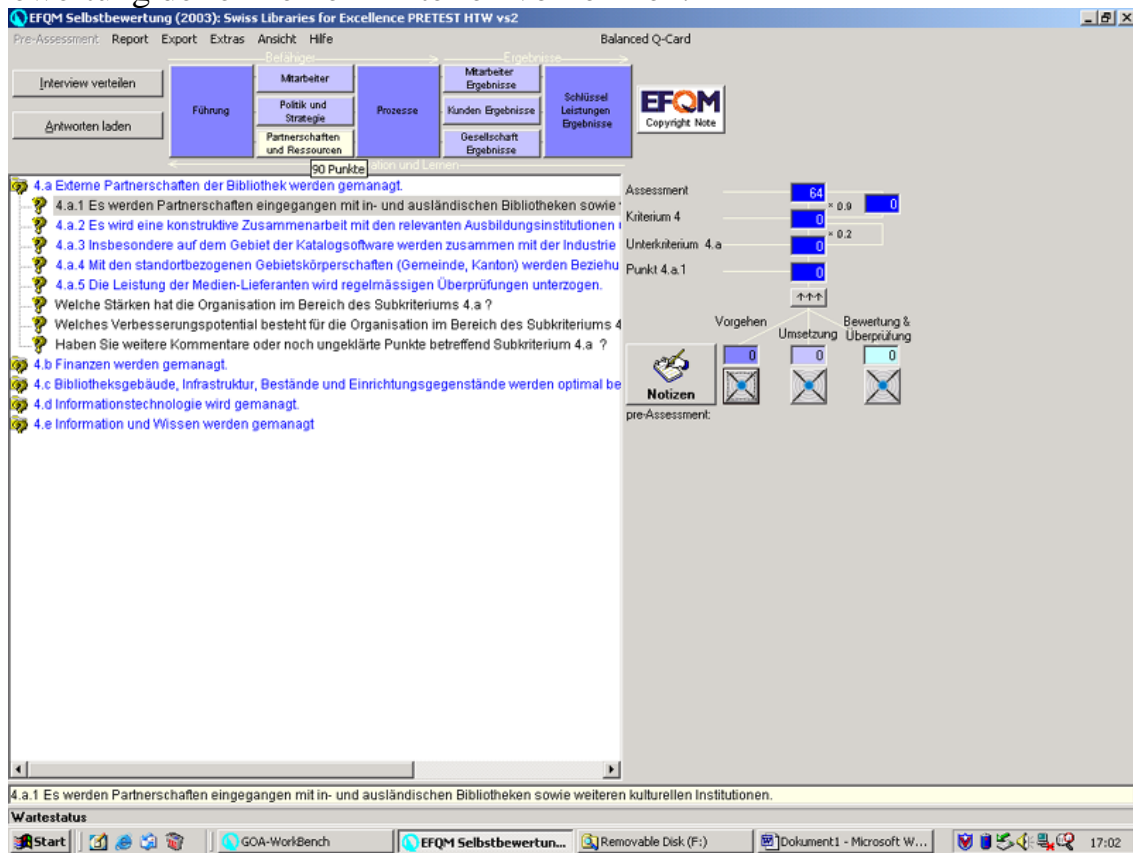 EFQM Selbstbewertung (2003): Swiss Libraries for Excellence PRETEST HTW vs2
Pre-Assessment Report Export Extras Ansicht Hilfe Balanced Q-Card
Befähiger
Ergebnisse
Interview verteilen
Antworten laden
Führung
Mitarbeiter
Politik und
Strategie
Partnerschaften
und Ressourcen
Prozesse
Mitarbeiter
Ergebnisse
Kunden Ergebnisse
Gesellschaft
Ergebnisse
Schlüssel
Leistungen
Ergebnisse
EFQM
Copyright Note
90 Punkte
und Lernen
4.a Externe Partnerschaften der Bibliothek werden gemanagt.
4.a.1 Es werden Partnerschaften eingegangen mit in- und ausländischen Bibliotheken sowie
4.a.2 Es wird eine konstruktive Zusammenarbeit mit den relevanten Ausbildungsinstitutionen
4.a.3 Insbesondere auf dem Gebiet der Katalogsoftware werden zusammen mit der Industrie
4.a.4 Mit den standortbezogenen Gebietskörperschaften (Gemeinde, Kanton) werden Beziehu
4.a.5 Die Leistung der Medien-Lieferanten wird regelmässigen Überprüfungen unterzogen.
Welche Stärken hat die Organisation im Bereich des Subkriteriums 4.a ?
Welches Verbesserungspotential besteht für die Organisation im Bereich des Subkriteriums 4
Haben Sie weitere Kommentare oder noch ungeklärte Punkte betreffend Subkriterium 4.a ?
4.b Finanzen werden gemanagt.
4.c Bibliotheksgebäude, Infrastruktur, Bestände und Einrichtungsgegenstände werden optimal be
4.d Informationstechnologie wird gemanagt.
4.e Information und Wissen werden gemanagt
Assessment 64
× 0.9 0
Kriterium 4 0
× 0.2
Unterkriterium 4.a 0
Punkt 4.a.1 0
↑↑↑
Vorgehen
Umsetzung
Bewertung &
Überprüfung
0 0 0
Notizen
pre-Assessment:
4.a.1 Es werden Partnerschaften eingegangen mit in- und ausländischen Bibliotheken sowie weiteren kulturellen Institutionen.
Wartestatus
Start GOA-WorkBench EFQM Selbstbewertun... Removable Disk (F:) Dokument1 - Microsoft W... 17:02